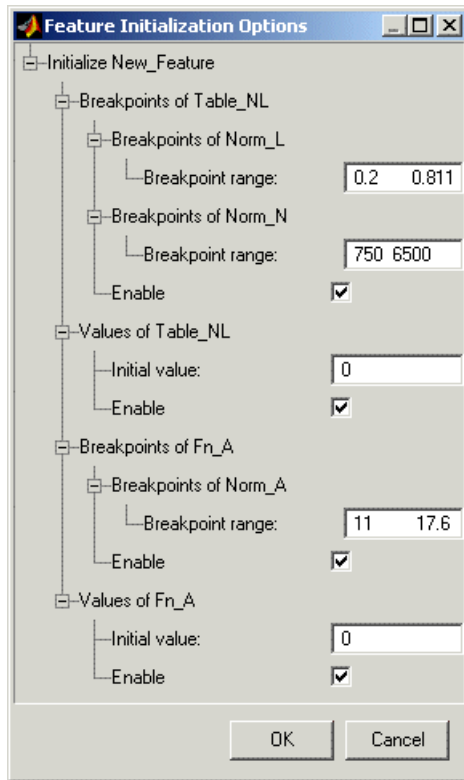 Feature Initialization Options
Initialize New_Feature
Breakpoints of Table_NL
Breakpoints of Norm_L
Breakpoint range: 0.2 0.811
Breakpoints of Norm_N
Breakpoint range: 750 6500
Enable
Values of Table_NL
Initial value: 0
Enable
Breakpoints of Fn_A
Breakpoints of Norm_A
Breakpoint range: 11 17.6
Enable
Values of Fn_A
Initial value: 0
Enable
OK Cancel